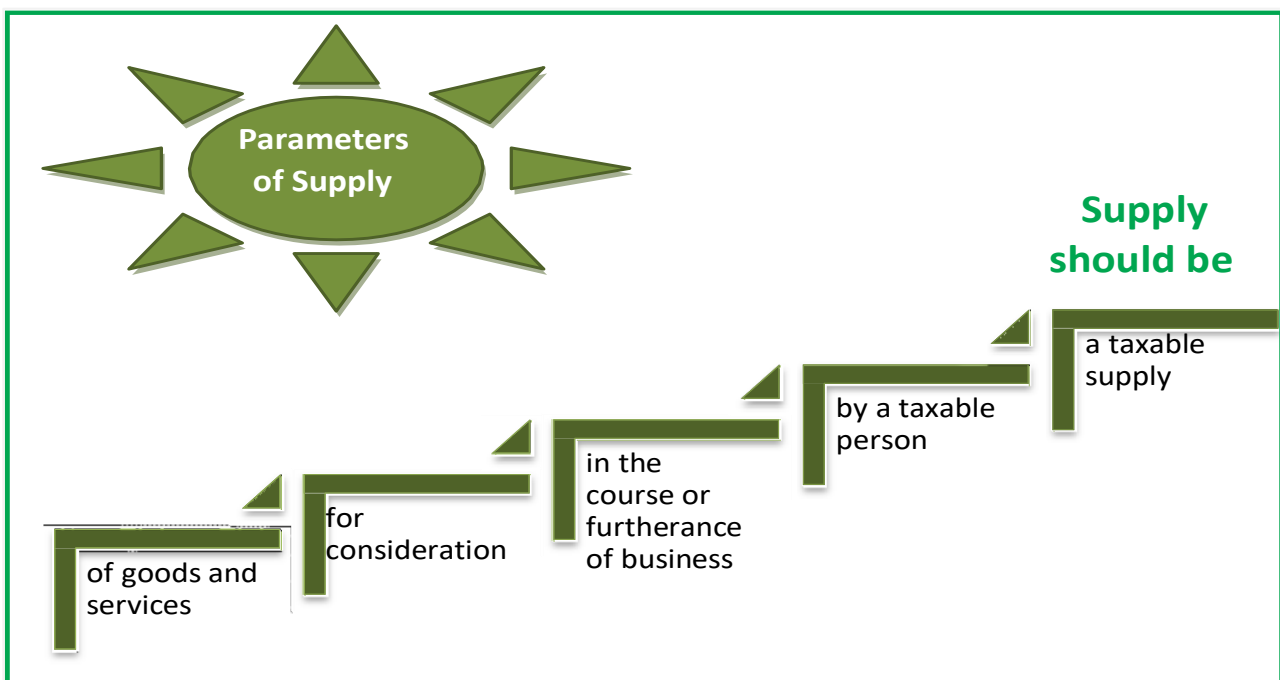 Parameters
of Supply
Supply
should be
of goods and
services
for
consideration
in the
course or
furtherance
of business
by a taxable
person
a taxable
supply